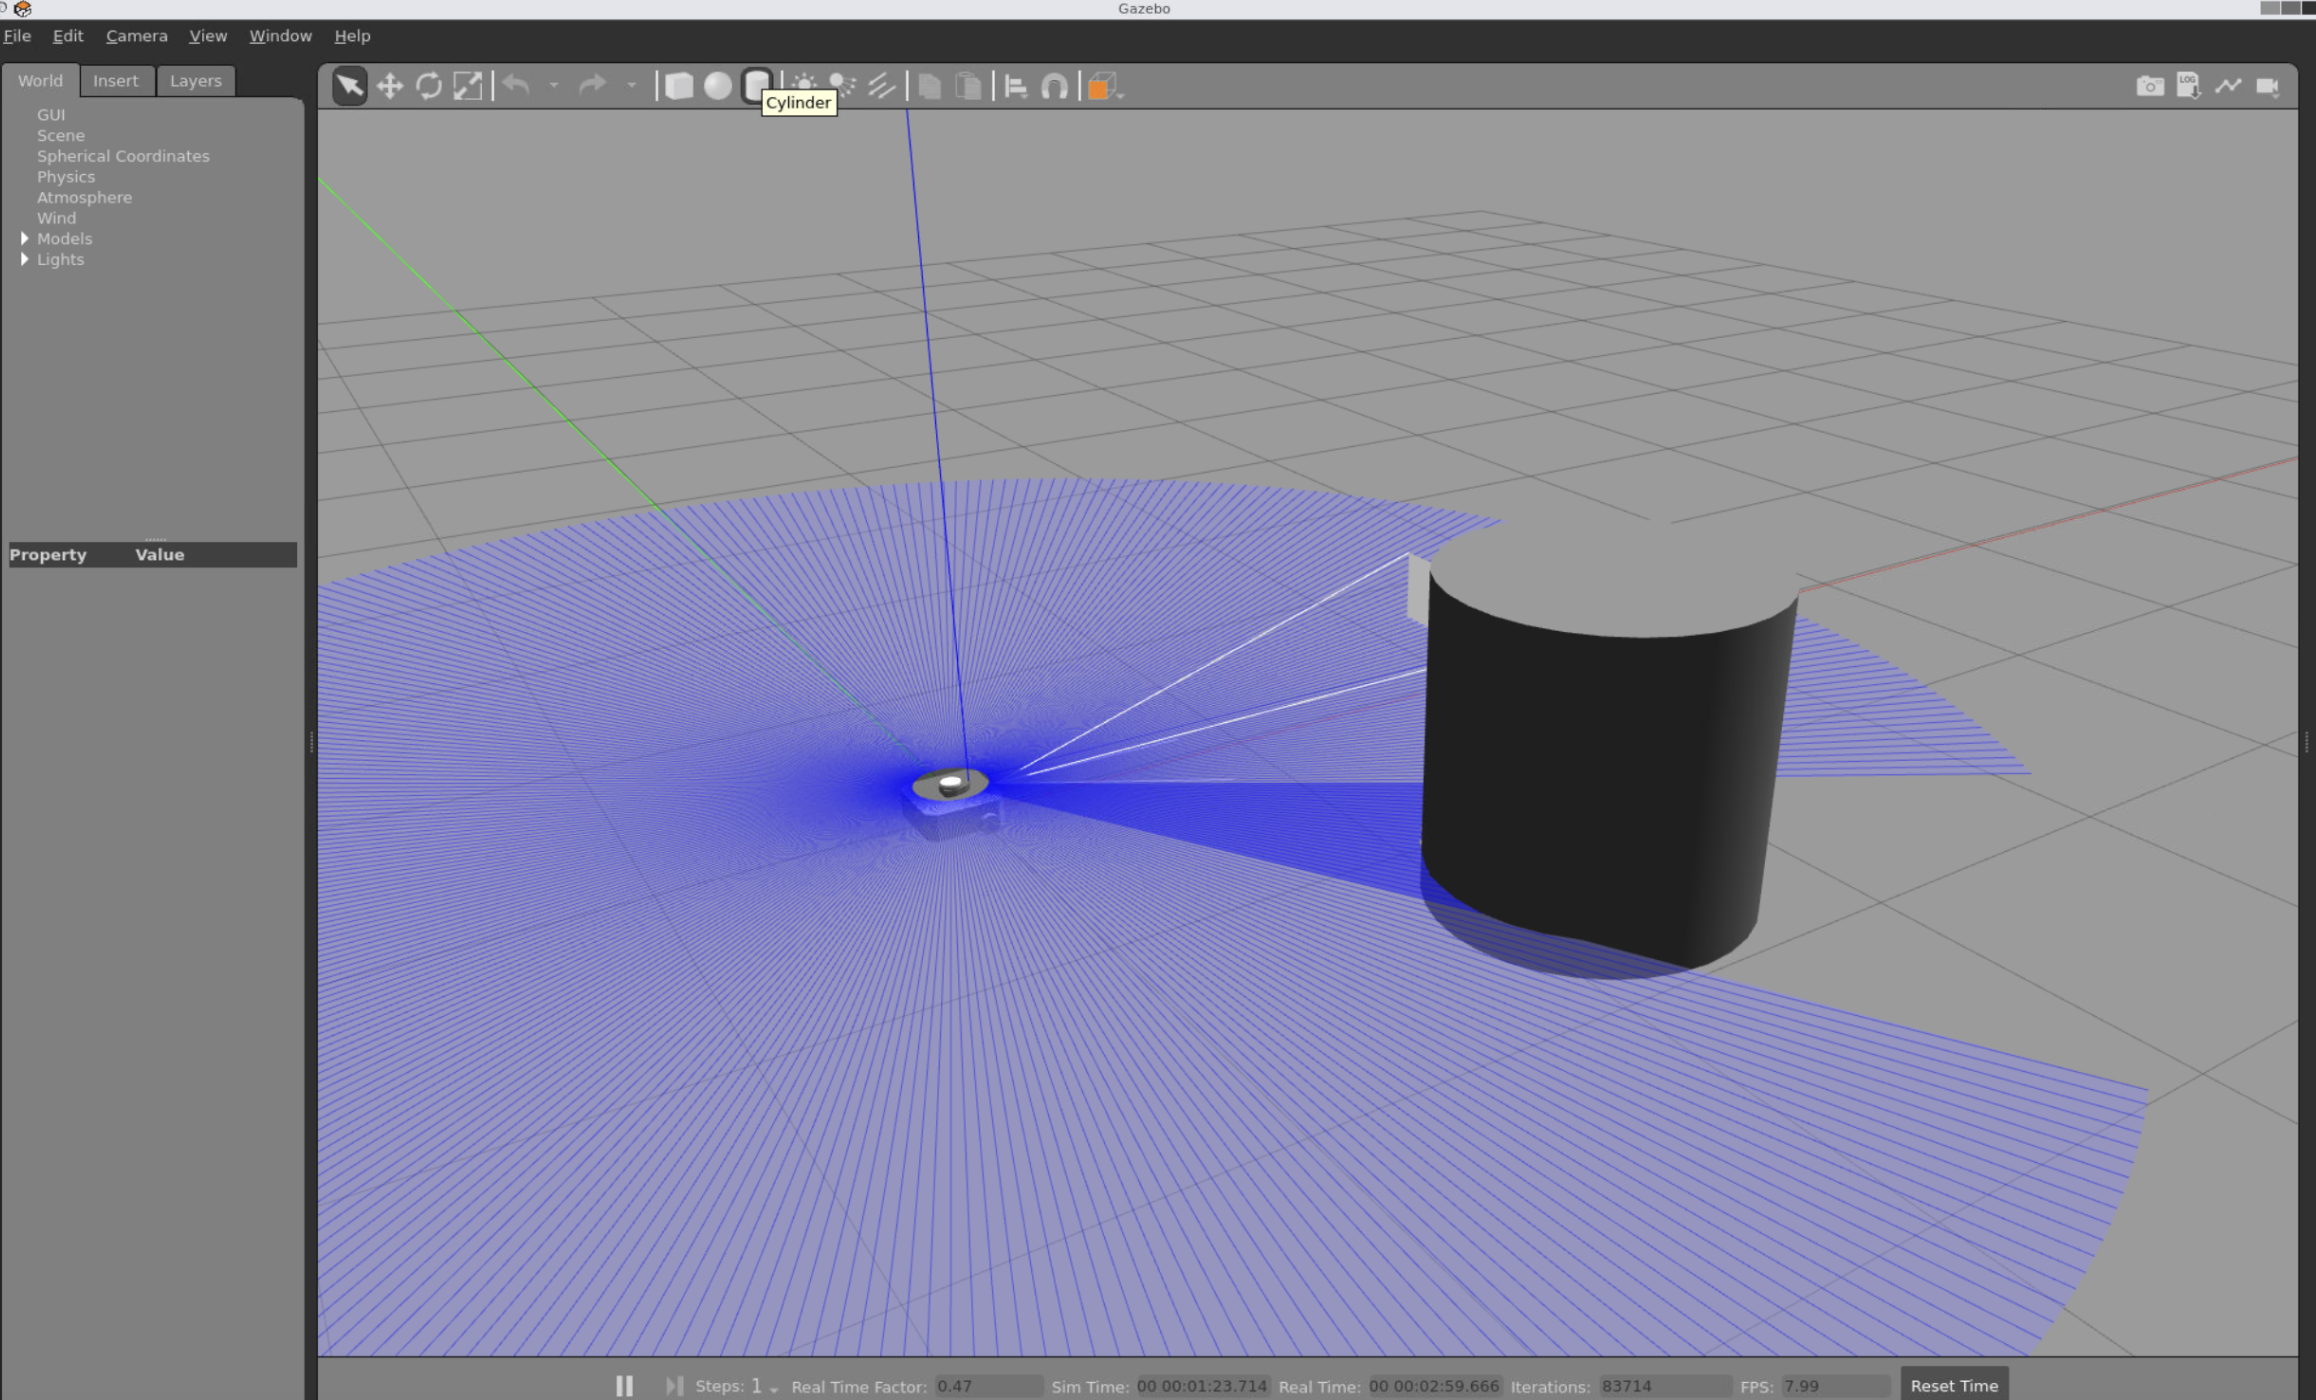 Gazebo
File Edit Camera View Window Help
World Insert Layers
Cylinder
LOG
GUI
Scene
Spherical Coordinates
Physics
Atmosphere
Wind
Models
Lights
Property Value
Steps: 1 Real Time Factor: 0.47 Sim Time: 00 00:01:23.714 Real Time: 00 00:02:59.666 Iterations: 83714 FPS: 7.99 Reset Time